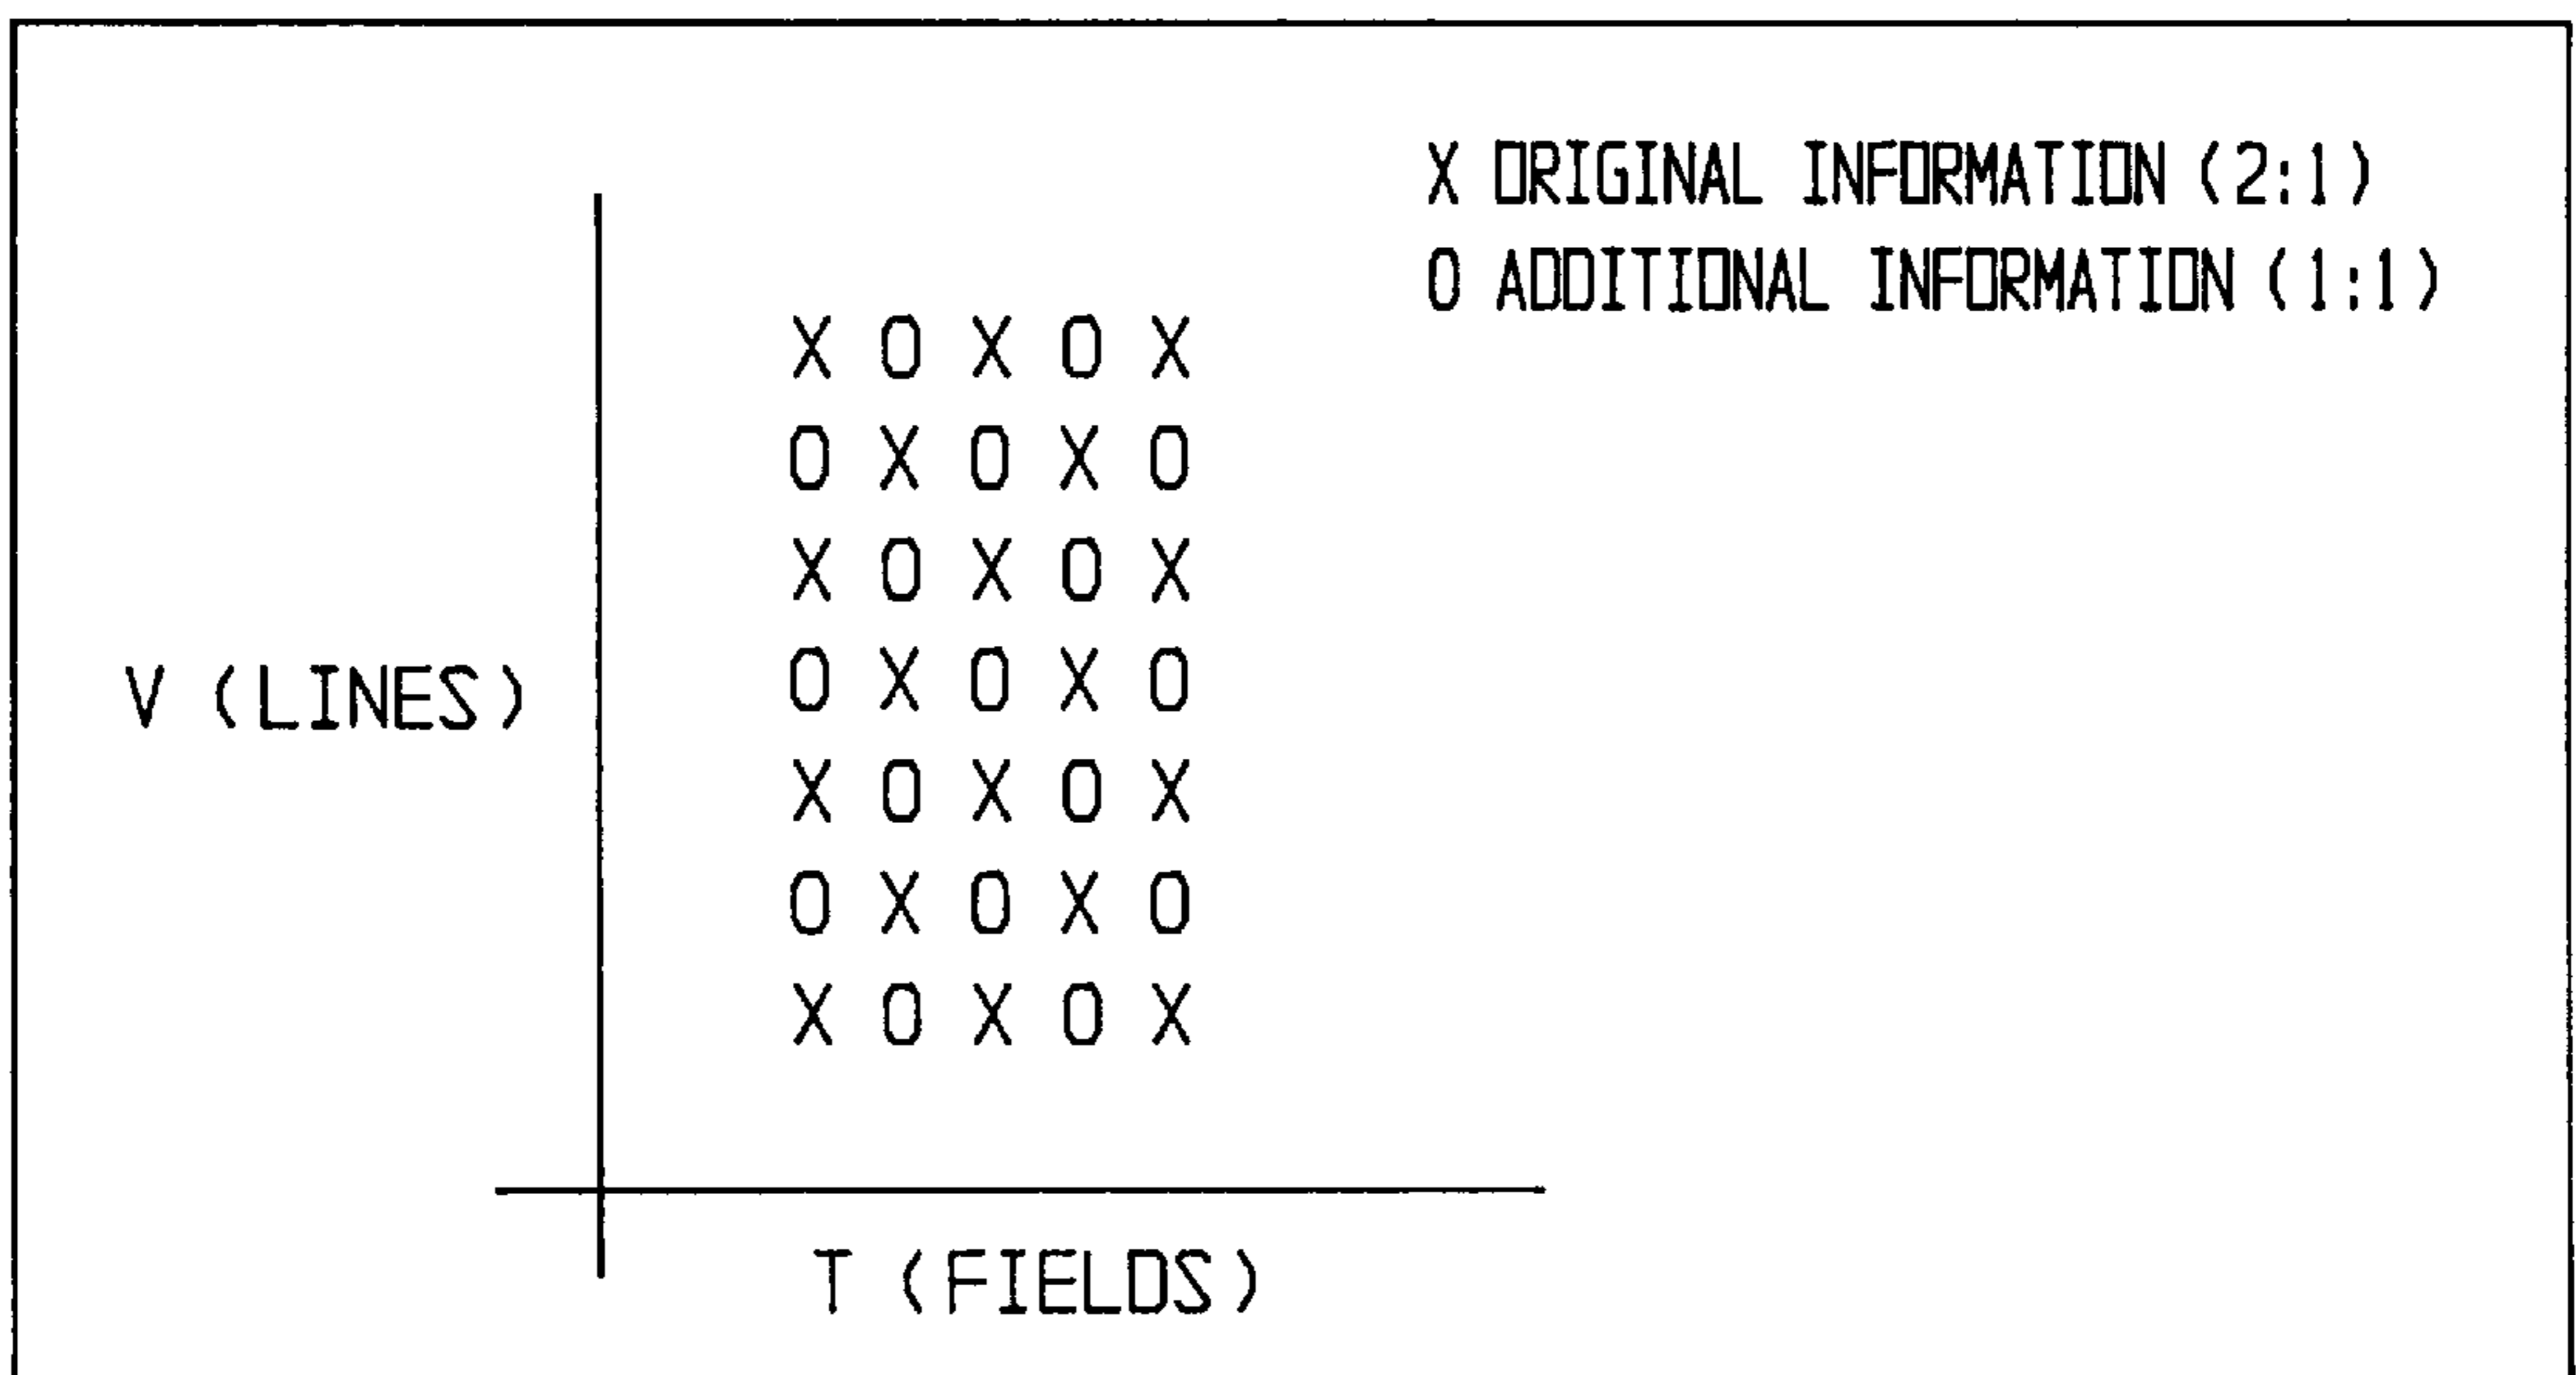 X ORIGINAL INFORMATION (2:1)
O ADDITIONAL INFORMATION (1:1)
X O X O X
O X O X O
X O X O X
O X O X O
X O X O X
O X O X O
X O X O X
V (LINES)
T (FIELDS)